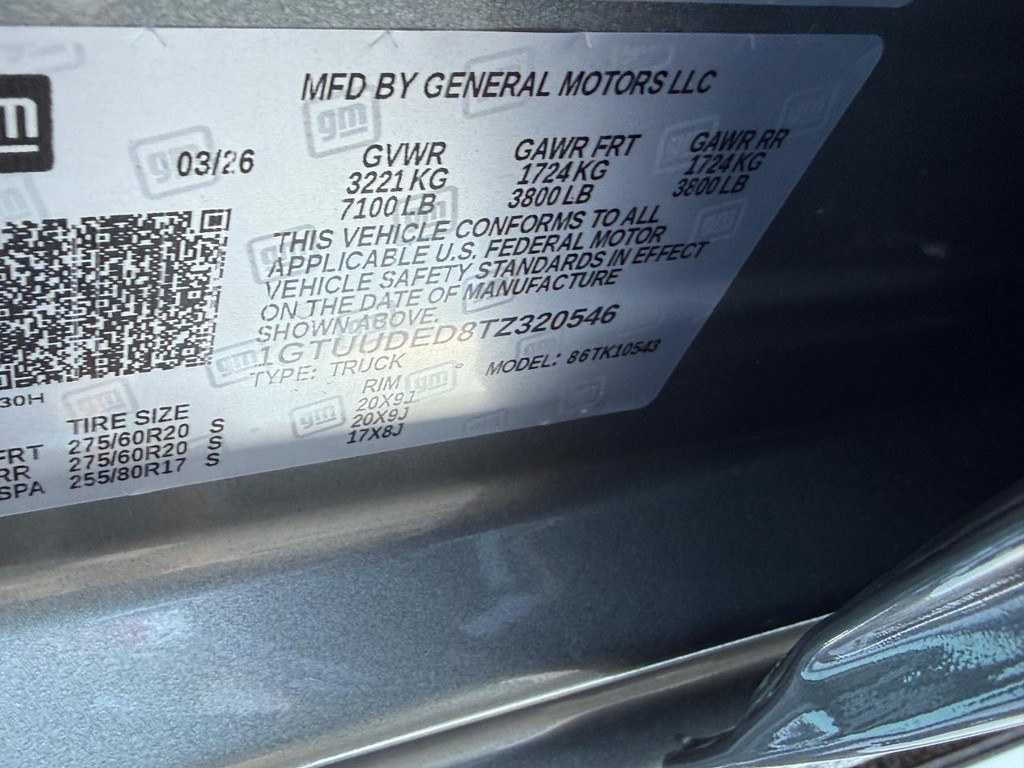 gm
MFD BY GENERAL MOTORS LLC
03/26
GVWR
3221 KG
7100 LB
GAWR FRT
1724 KG
3800 LB
GAWR RR
1724 KG
3800 LB
THIS VEHICLE CONFORMS TO ALL
APPLICABLE U.S. FEDERAL MOTOR
VEHICLE SAFETY STANDARDS IN EFFECT
ON THE DATE OF MANUFACTURE
SHOWN ABOVE.
1GTUUDED8TZ320546
TYPE: TRUCK
MODEL: 86TK10543
30H
TIRE SIZE RIM
FRT 275/60R20 S 20X9J
RR 275/60R20 S 20X9J
SPA 255/80R17 S 17X8J